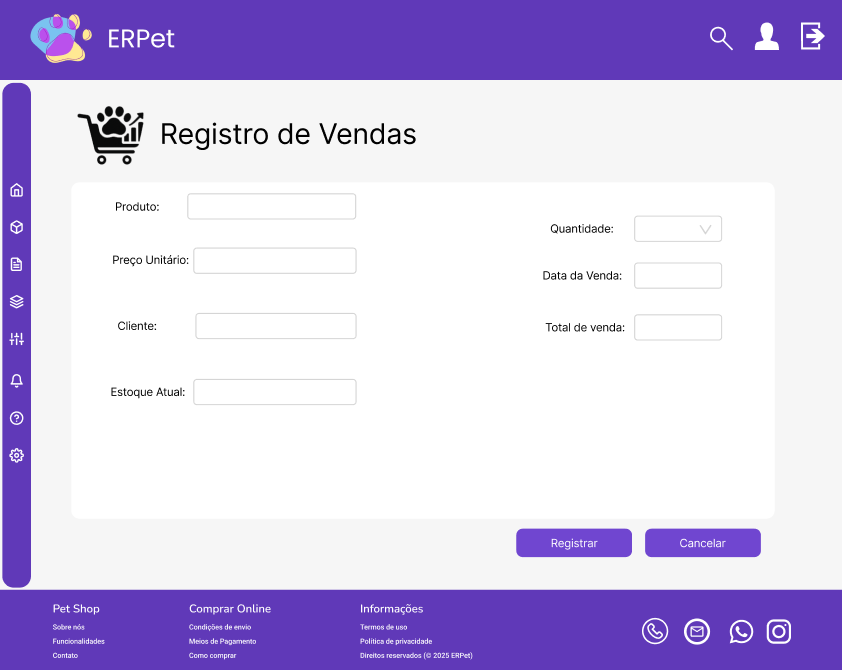 ERPet
Registro de Vendas
Produto:
Preço Unitário:
Cliente:
Estoque Atual:
Quantidade:
Data da Venda:
Total de venda:
Registrar
Cancelar
Pet Shop
Sobre nós
Funcionalidades
Contato
Comprar Online
Condições de envio
Meios de Pagamento
Como comprar
Informações
Termos de uso
Política de privacidade
Direitos reservados (© 2025 ERPet)